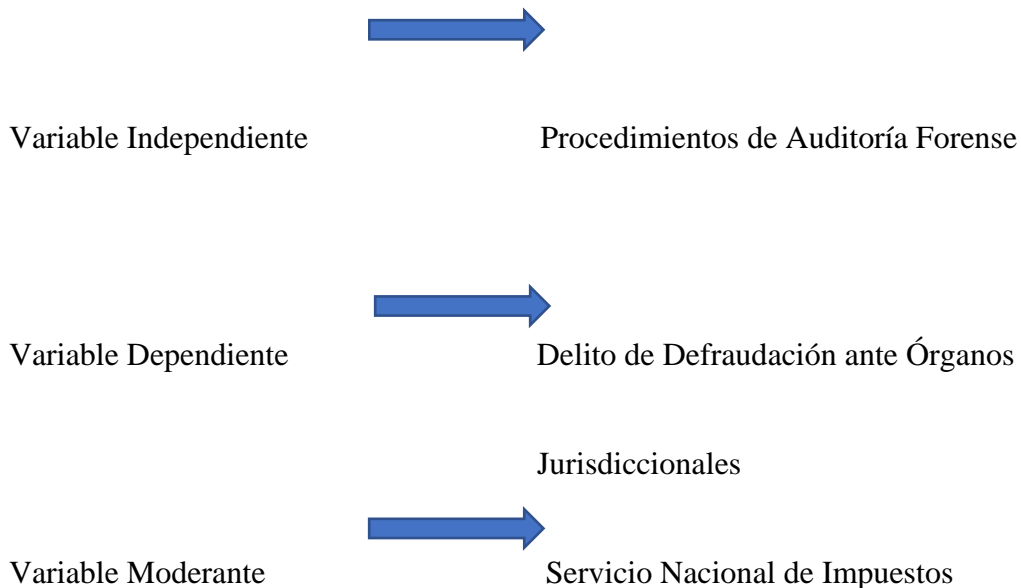 Variable Independiente Procedimientos de Auditoría Forense
Variable Dependiente Delito de Defraudación ante Órganos
Jurisdiccionales
Variable Moderante Servicio Nacional de Impuestos